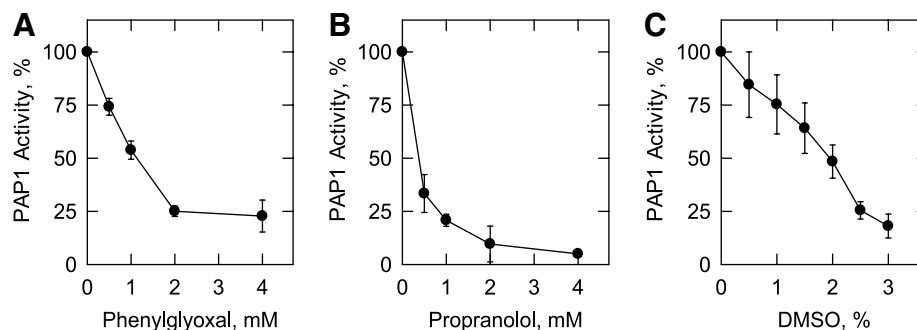 A
PAP1 Activity, %
100
75
50
25
0
0 1 2 3 4
Phenylglyoxal, mM
B
PAP1 Activity, %
100
75
50
25
0
0 1 2 3 4
Propranolol, mM
C
PAP1 Activity, %
100
75
50
25
0
0 1 2 3
DMSO, %